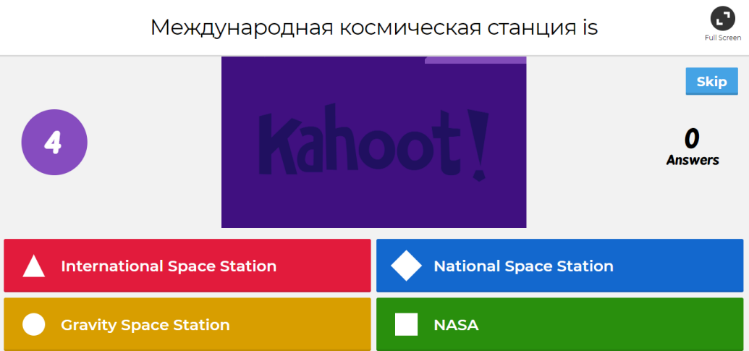 Международная космическая станция is
Full Screen
Skip
4
Kahoot!
0
Answers
International Space Station
National Space Station
Gravity Space Station
NASA